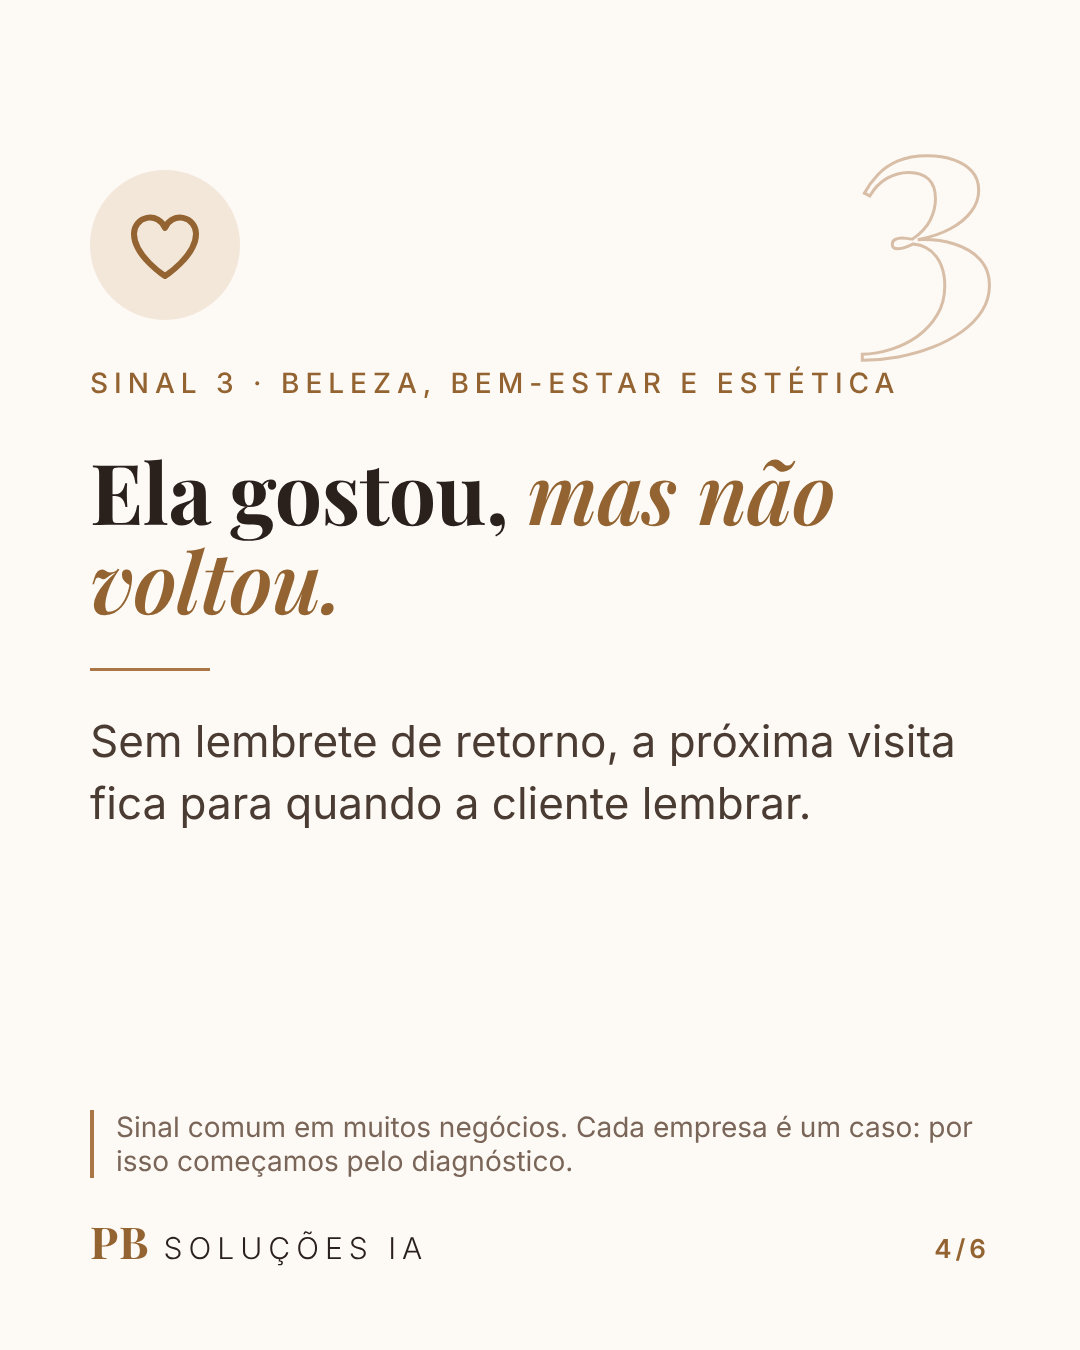 3
SINAL 3 · BELEZA, BEM-ESTAR E ESTÉTICA
Ela gostou, mas não
voltou.
Sem lembrete de retorno, a próxima visita
fica para quando a cliente lembrar.
Sinal comum em muitos negócios. Cada empresa é um caso: por
isso começamos pelo diagnóstico.
PB SOLUÇÕES IA
4/6